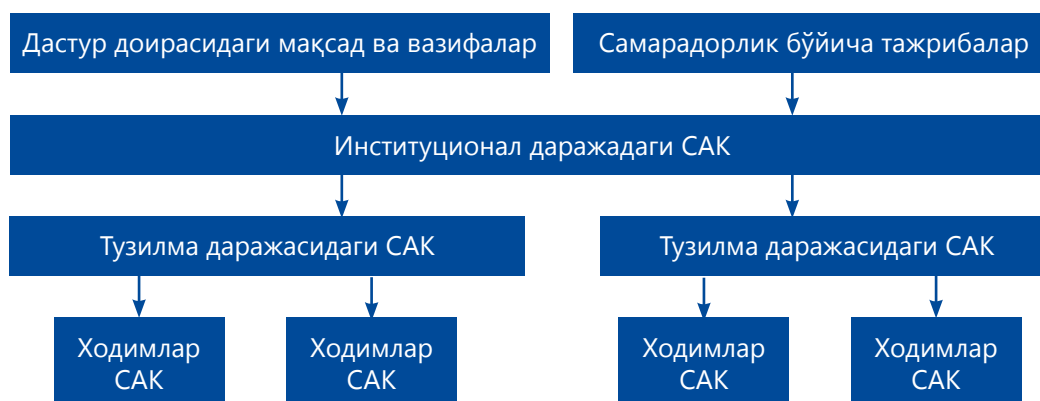 Дастур доирасидаги мақсад ва вазифалар
Самарадорлик бўйича тажрибалар
Институционал даражадаги САК
Тузилма даражасидаги САК
Тузилма даражасидаги САК
Ходимлар
САК
Ходимлар
САК
Ходимлар
САК
Ходимлар
САК